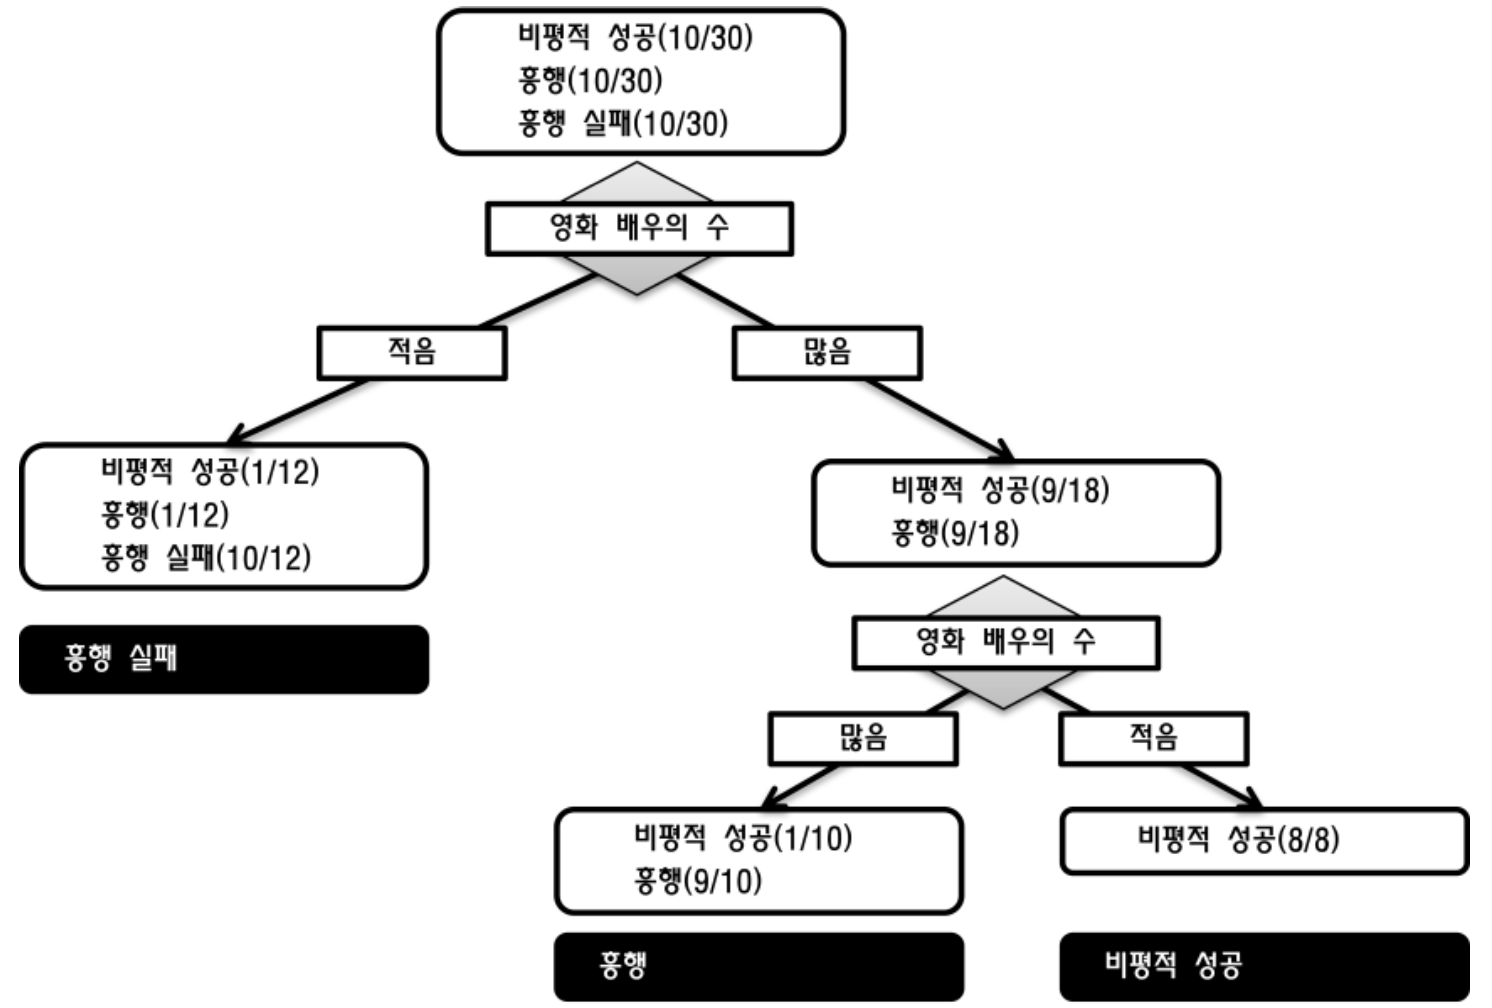 비평적 성공(10/30)
흥행(10/30)
흥행 실패(10/30)
영화 배우의 수
적음
많음
비평적 성공(1/12)
흥행(1/12)
흥행 실패(10/12)
흥행 실패
비평적 성공(9/18)
흥행(9/18)
영화 배우의 수
많음
적음
비평적 성공(1/10)
흥행(9/10)
흥행
비평적 성공(8/8)
비평적 성공